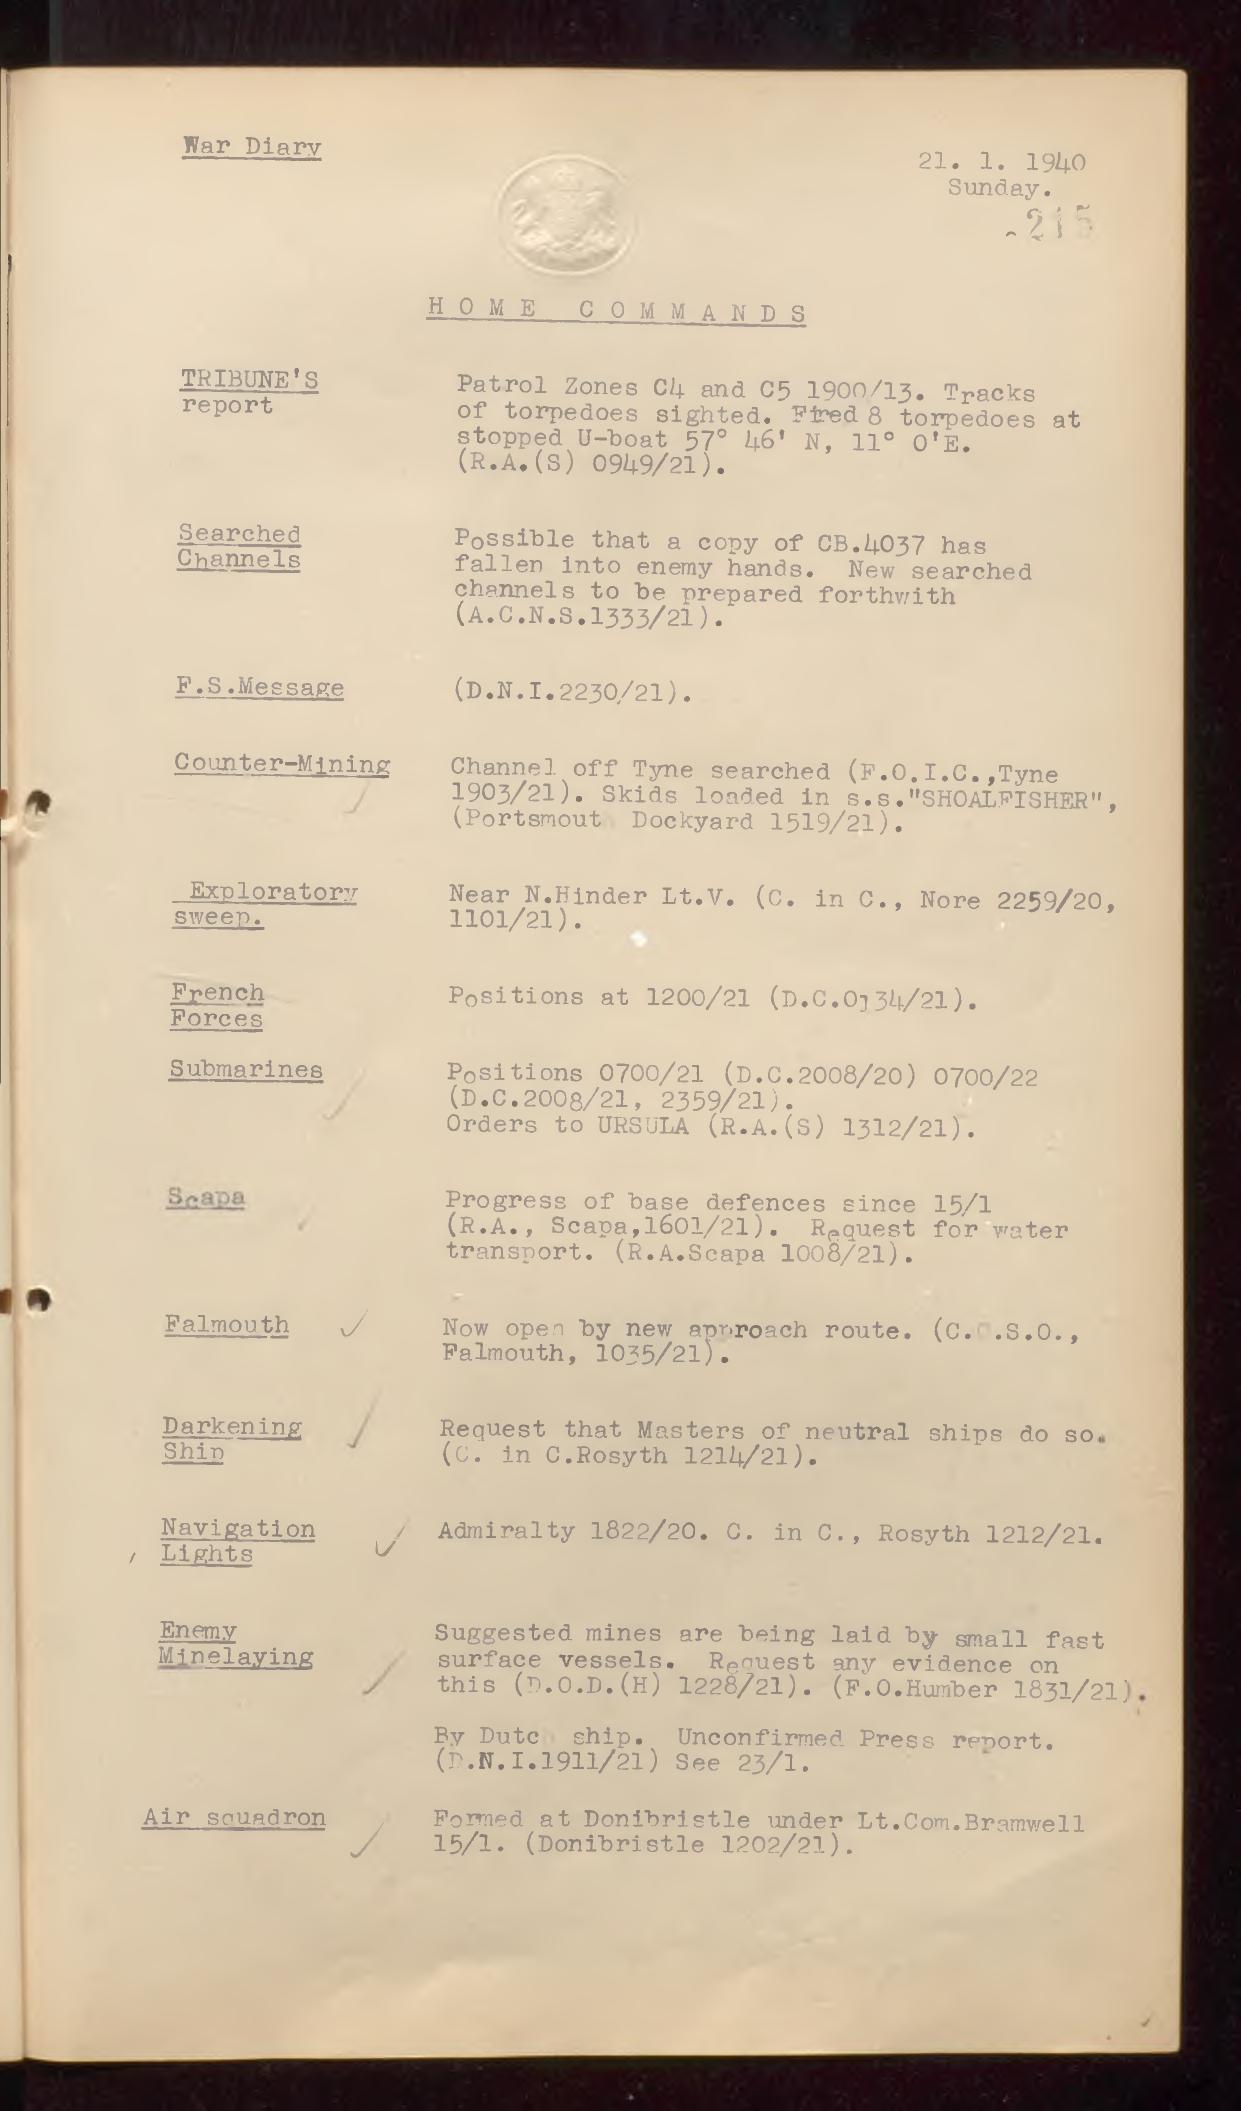 War Diary
21. 1. 1940
Sunday.
215
HOME COMMANDS
TRIBUNE'S
report
Patrol Zones C4 and C5 1900/13. Tracks
of torpedoes sighted. Fired 8 torpedoes at
stopped U-boat 57° 46' N, 11° 0'E.
(R.A.(S) 0949/21).
Searched
Channels
Possible that a copy of CB.4037 has
fallen into enemy hands. New searched
channels to be prepared forthwith
(A.C.N.S.1333/21).
F.S.Message
(D.N.I.2230/21).
Counter-Mining
Channel off Tyne searched (F.O.I.C.,Tyne
1903/21). Skids loaded in s.s."SHOALFISHER",
(Portsmout Dockyard 1519/21).
Exploratory
sweep.
Near N.Hinder Lt.V. (C. in C., Nore 2259/20,
1101/21).
French
Forces
Positions at 1200/21 (D.C.0134/21).
Submarines
Positions 0700/21 (D.C.2008/20) 0700/22
(D.C.2008/21, 2359/21).
Orders to URSULA (R.A.(S) 1312/21).
Scapa
Progress of base defences since 15/1
(R.A., Scapa,1601/21). Request for water
transport. (R.A.Scapa 1008/21).
Falmouth
Now open by new approach route. (C. .S.O.,
Falmouth, 1035/21).
Darkening
Ship
Request that Masters of neutral ships do so.
(C. in C.Rosyth 1214/21).
Navigation
Lights
Admiralty 1822/20. C. in C., Rosyth 1212/21.
Enemy
Minelaying
Suggested mines are being laid by small fast
surface vessels. Request any evidence on
this (D.O.D.(H) 1228/21). (F.O.Humber 1831/21).
By Dutc ship. Unconfirmed Press report.
(D.N.I.1911/21) See 23/1.
Air squadron
Formed at Donibristle under Lt.Com.Bramwell
15/1. (Donibristle 1202/21).